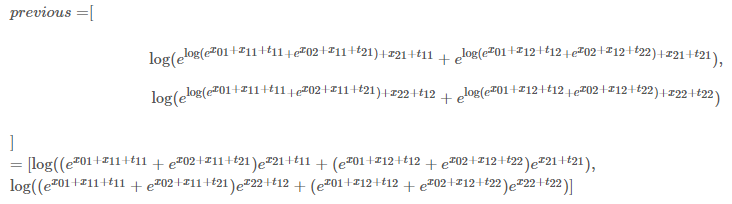 previous =[
log(e^{log(e^{x01+x11+t11}+e^{x02+x11+t21})+x21+t11} + e^{log(e^{x01+x12+t12}+e^{x02+x12+t22})+x21+t21}),
log(e^{log(e^{x01+x11+t11}+e^{x02+x11+t21})+x22+t12} + e^{log(e^{x01+x12+t12}+e^{x02+x12+t22})+x22+t22})
]
= [log((e^{x01+x11+t11} + e^{x02+x11+t21})e^{x21+t11} + (e^{x01+x12+t12} + e^{x02+x12+t22})e^{x21+t21}),
log((e^{x01+x11+t11} + e^{x02+x11+t21})e^{x22+t12} + (e^{x01+x12+t12} + e^{x02+x12+t22})e^{x22+t22})]